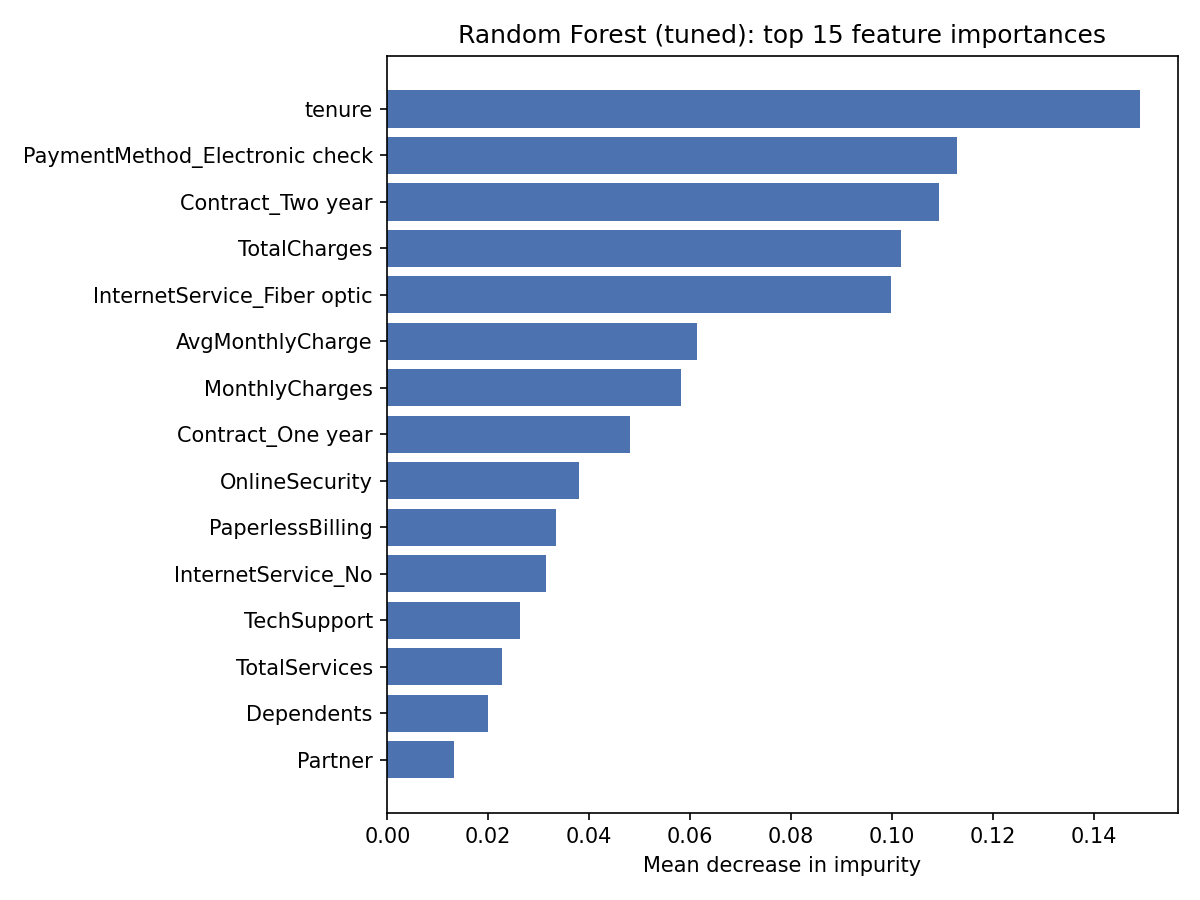 Random Forest (tuned): top 15 feature importances
tenure
PaymentMethod_Electronic check
Contract_Two year
TotalCharges
InternetService_Fiber optic
AvgMonthlyCharge
MonthlyCharges
Contract_One year
OnlineSecurity
PaperlessBilling
InternetService_No
TechSupport
TotalServices
Dependents
Partner
0.00 0.02 0.04 0.06 0.08 0.10 0.12 0.14
Mean decrease in impurity